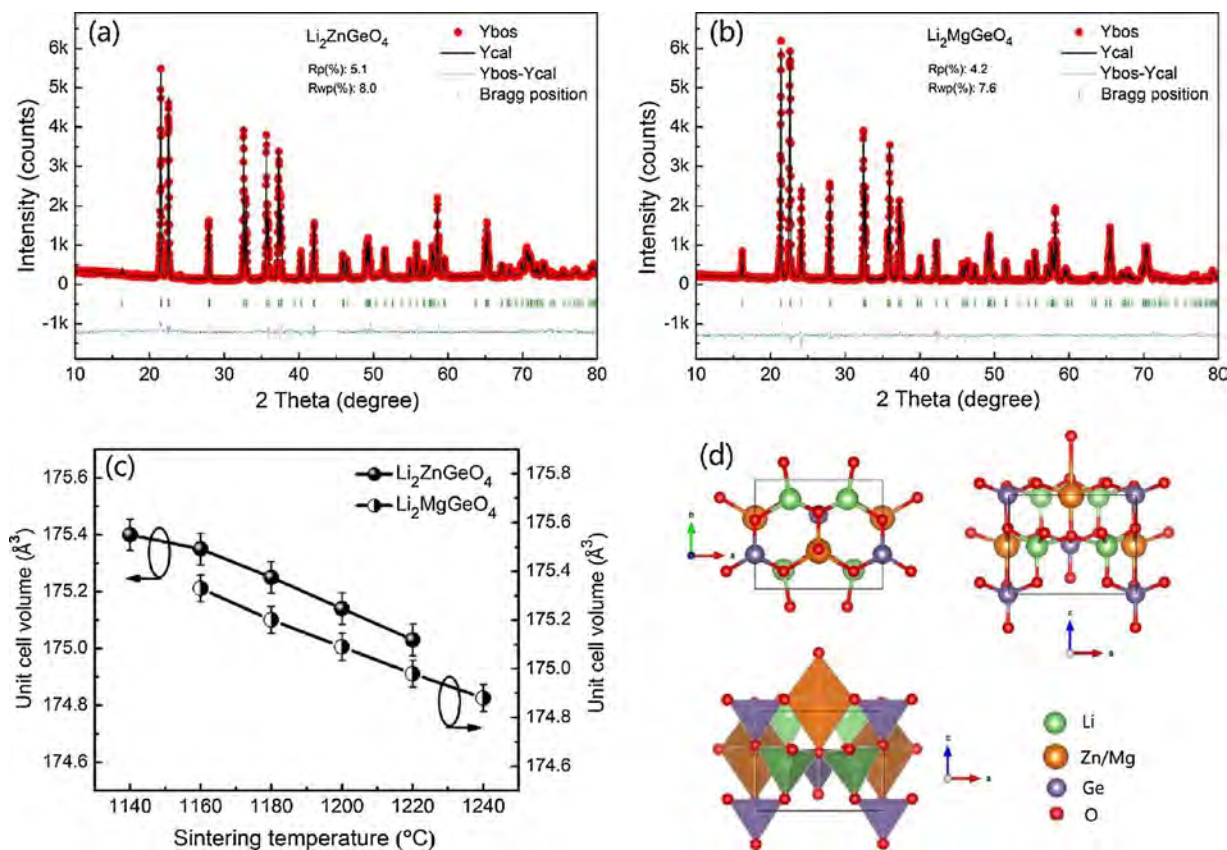 (a)
Li₂ZnGeO₄
Rp(%): 5.1
Rwp(%): 8.0
Ybos
Ycal
Ybos-Ycal
Bragg position
6k
5k
4k
3k
2k
1k
0
-1k
Intensity (counts)
10 20 30 40 50 60 70 80
2 Theta (degree)
(b)
Li₂MgGeO₄
Rp(%): 4.2
Rwp(%): 7.6
Ybos
Ycal
Ybos-Ycal
Bragg position
6k
5k
4k
3k
2k
1k
0
-1k
Intensity (counts)
10 20 30 40 50 60 70 80
2 Theta (degree)
(c)
Li₂ZnGeO₄
Li₂MgGeO₄
175.6
175.4
175.2
175.0
174.8
174.6
Unit cell volume (Å³)
175.8
175.6
175.4
175.2
175.0
174.8
174.6
Unit cell volume (Å³)
1140 1160 1180 1200 1220 1240
Sintering temperature (°C)
(d)
b
a
c
a
c
a
Li
Zn/Mg
Ge
O